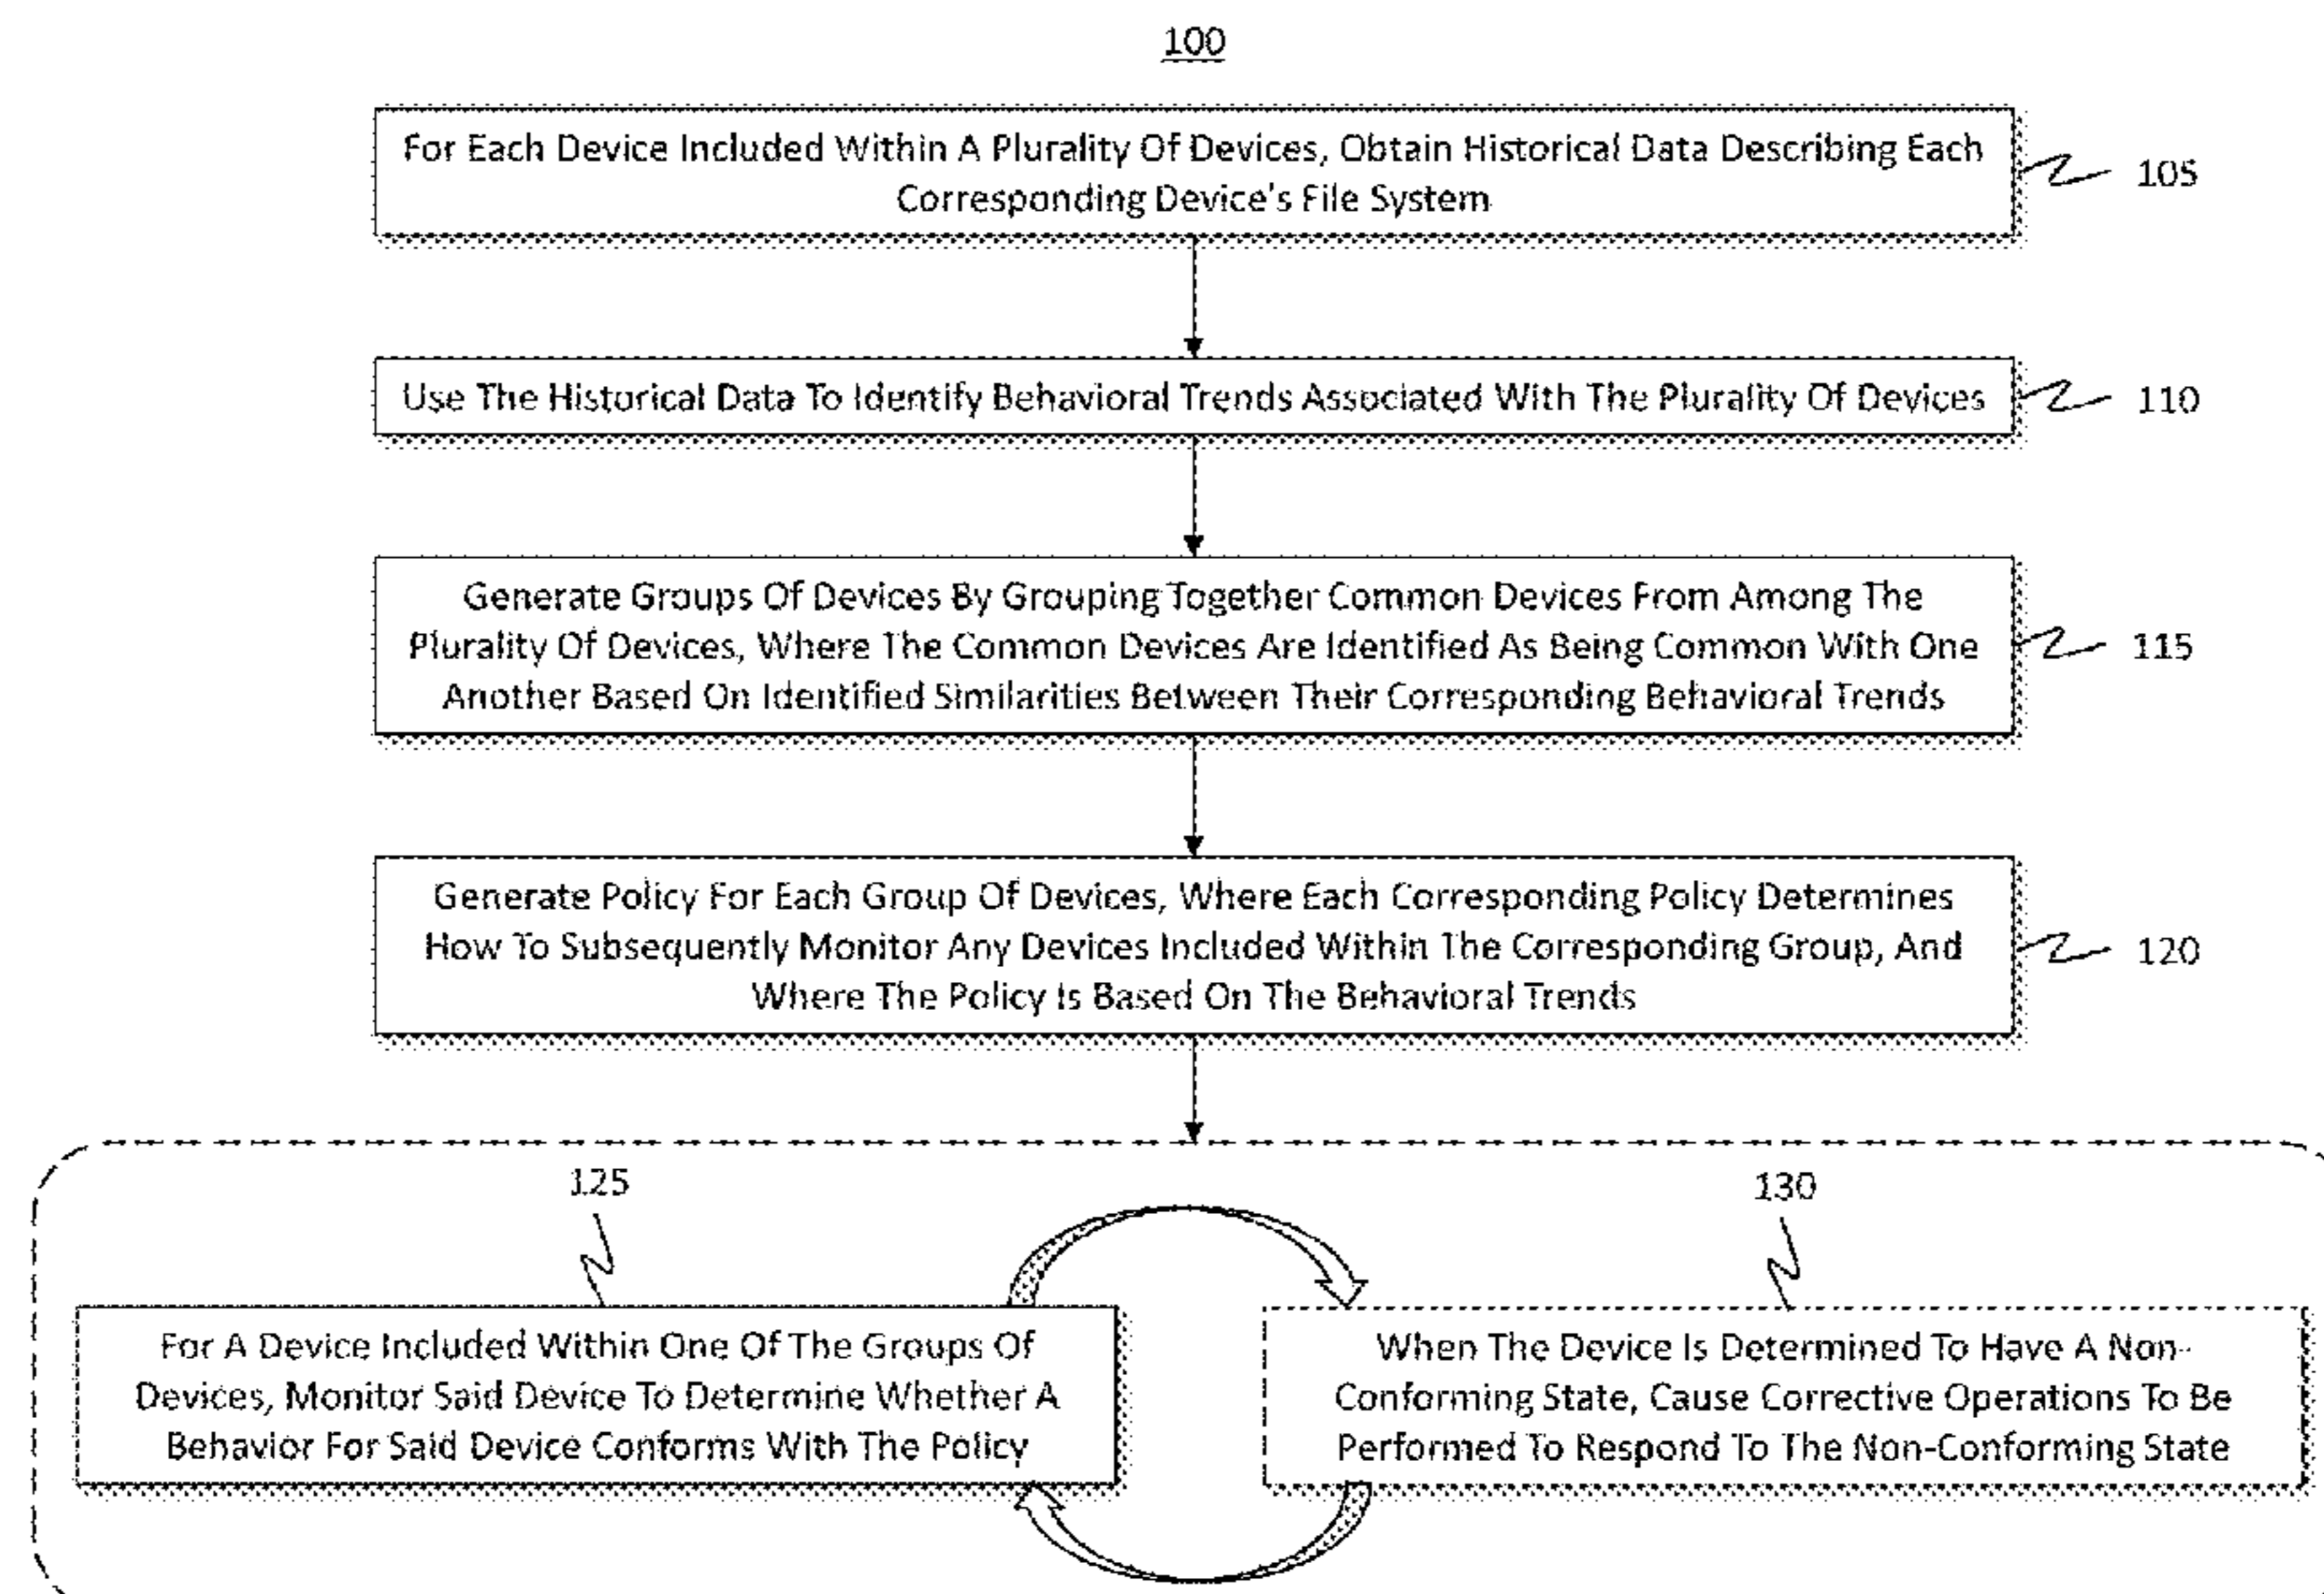 100
For Each Device Included Within A Plurality Of Devices, Obtain Historical Data Describing Each
Corresponding Device's File System
105
Use The Historical Data To Identify Behavioral Trends Associated With The Plurality Of Devices
110
Generate Groups Of Devices By Grouping Together Common Devices From Among The
Plurality Of Devices, Where The Common Devices Are Identified As Being Common With One
Another Based On Identified Similarities Between Their Corresponding Behavioral Trends
115
Generate Policy For Each Group Of Devices, Where Each Corresponding Policy Determines
How To Subsequently Monitor Any Devices Included Within The Corresponding Group, And
Where The Policy Is Based On The Behavioral Trends
120
125
For A Device Included Within One Of The Groups Of
Devices, Monitor Said Device To Determine Whether A
Behavior For Said Device Conforms With The Policy
130
When The Device Is Determined To Have A Non-
Conforming State, Cause Corrective Operations To Be
Performed To Respond To The Non-Conforming State